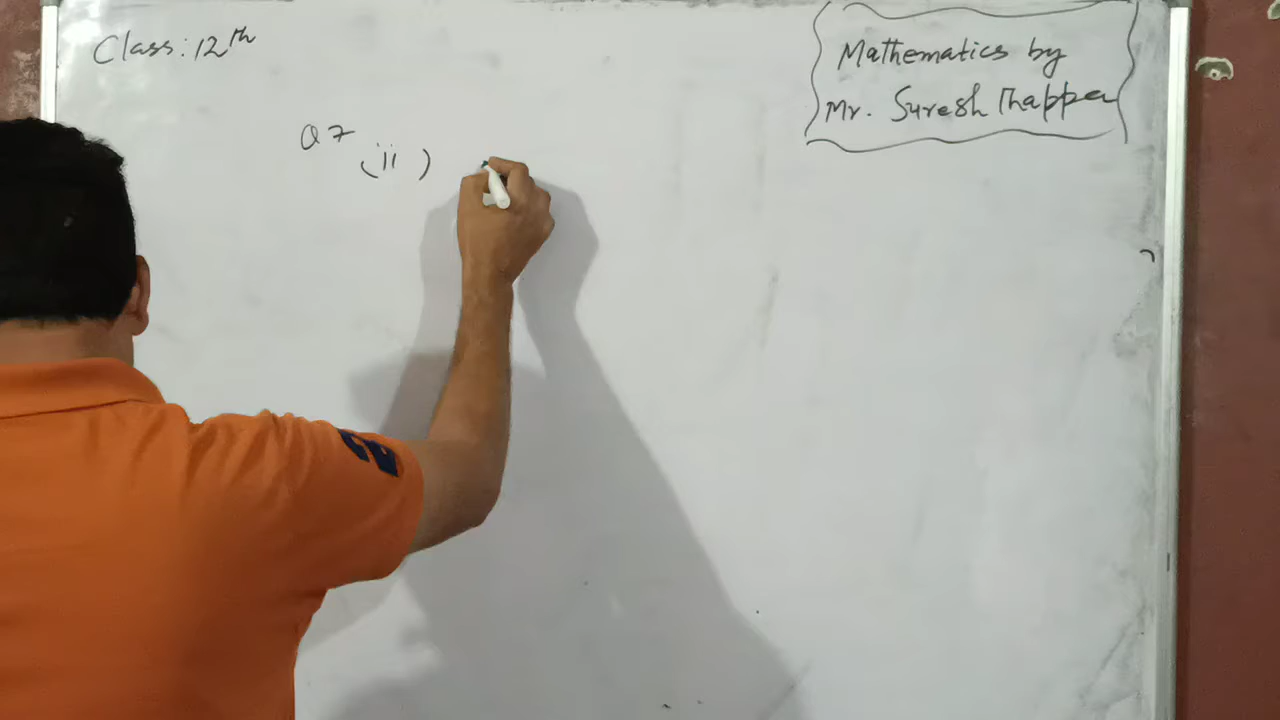 Class: 12th
Mathematics by
Mr. Suresh Thapper
Q7
(ii)